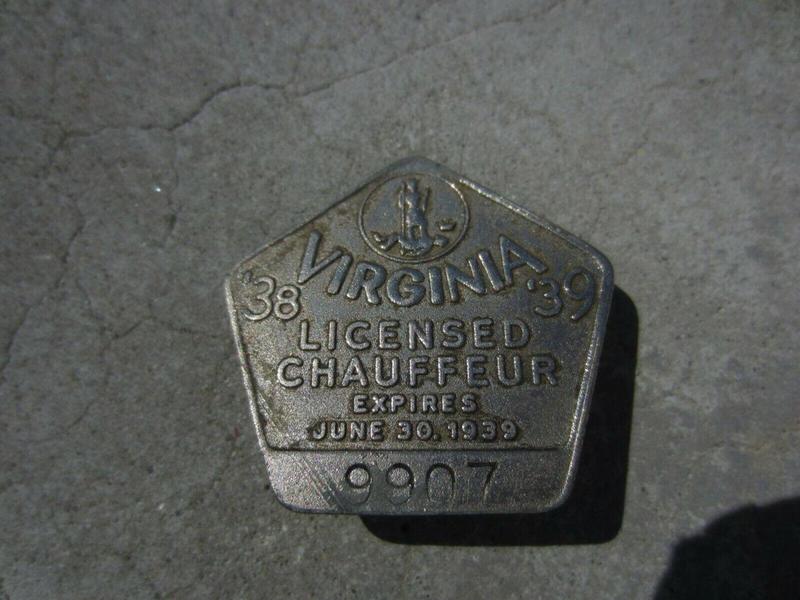 VIRGINIA
'38 '39
LICENSED
CHAUFFEUR
EXPIRES
JUNE 30, 1939
9907